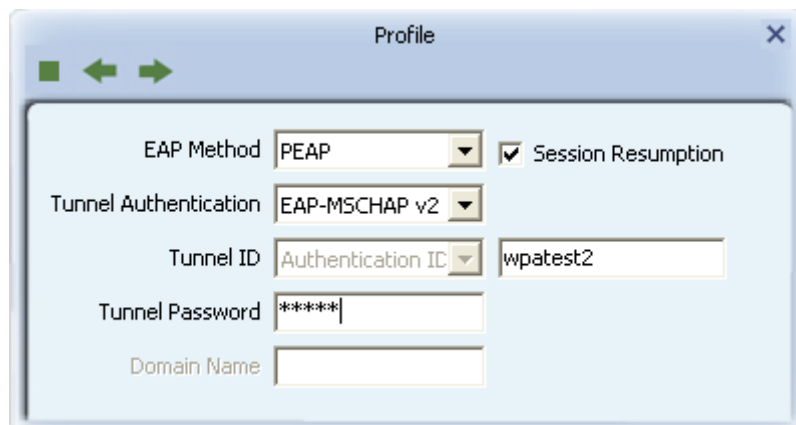 Profile
EAP Method PEAP Session Resumption
Tunnel Authentication EAP-MSCHAP v2
Tunnel ID Authentication ID wpatest2
Tunnel Password *****
Domain Name